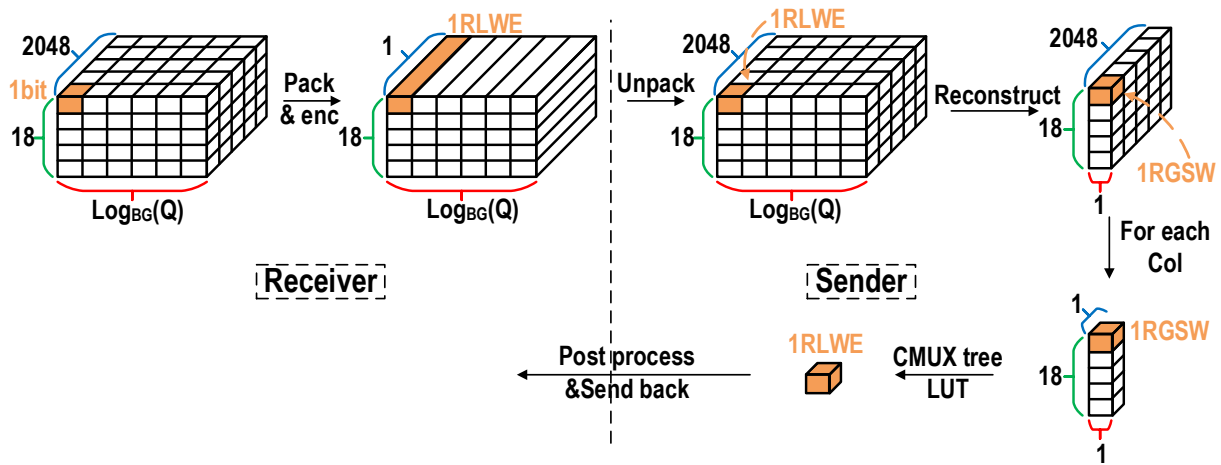 2048
1bit
18
Log_BG(Q)
Pack
& enc
1RLWE
1
18
Log_BG(Q)
Unpack
1RLWE
2048
18
Log_BG(Q)
Reconstruct
2048
18
1RGSW
1
For each
Col
Receiver
Sender
1
1RGSW
18
1
CMUX tree
LUT
1RLWE
Post process
&Send back